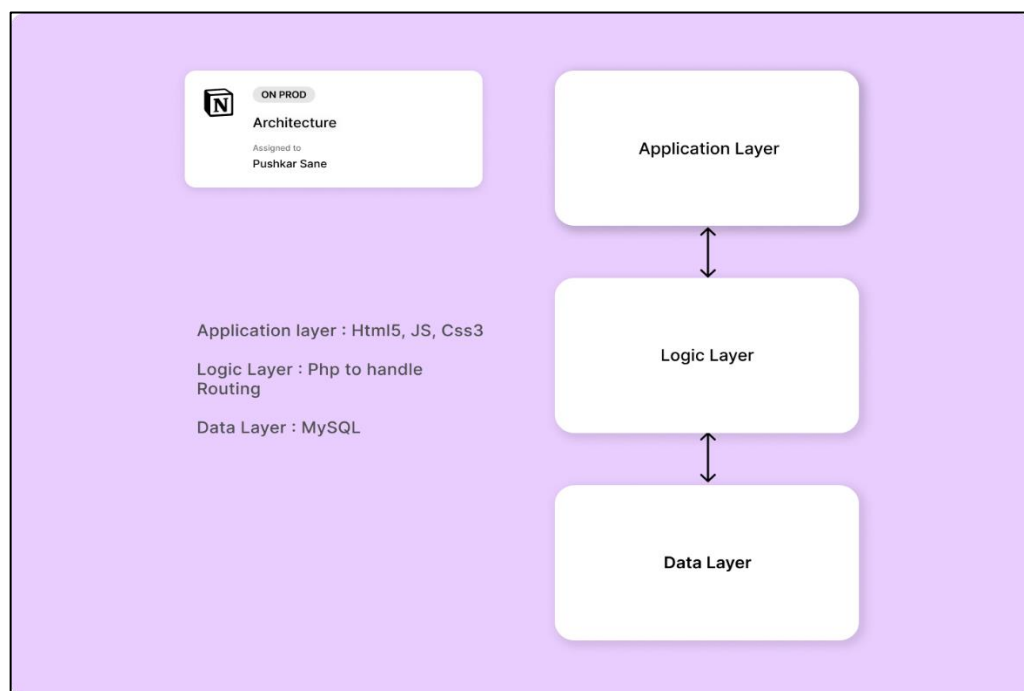 N
ON PROD
Architecture
Assigned to
Pushkar Sane
Application layer : Html5, JS, Css3
Logic Layer : Php to handle
Routing
Data Layer : MySQL
Application Layer
Logic Layer
Data Layer